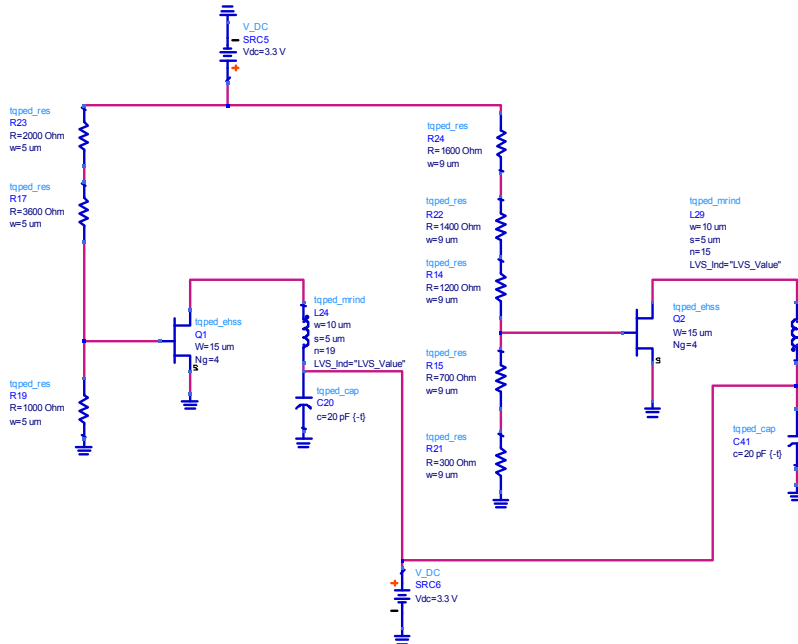 V_DC
SRC5
Vdc=3.3 V
tqped_res
R23
R=2000 Ohm
w=5 um
tqped_res
R17
R=3600 Ohm
w=5 um
tqped_res
R24
R=1600 Ohm
w=9 um
tqped_res
R22
R=1400 Ohm
w=9 um
tqped_res
R14
R=1200 Ohm
w=9 um
tqped_mrind
L29
w=10 um
s=5 um
n=15
LVS_Ind="LVS_Value"
tqped_ehss
Q1
W=15 um
Ng=4
S
tqped_mrind
L24
w=10 um
s=5 um
n=19
LVS_Ind="LVS_Value"
tqped_ehss
Q2
W=15 um
Ng=4
S
tqped_res
R19
R=1000 Ohm
w=5 um
tqped_cap
C20
c=20 pF {-t}
tqped_res
R15
R=700 Ohm
w=9 um
tqped_res
R21
R=300 Ohm
w=9 um
tqped_cap
C41
c=20 pF {-t}
V_DC
SRC6
Vdc=3.3 V